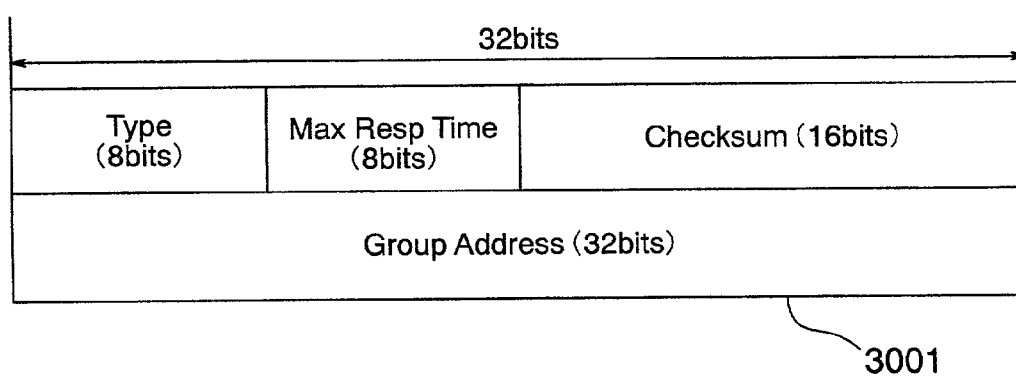 32bits
Type
(8bits)
Max Resp Time
(8bits)
Checksum (16bits)
Group Address (32bits)
3001